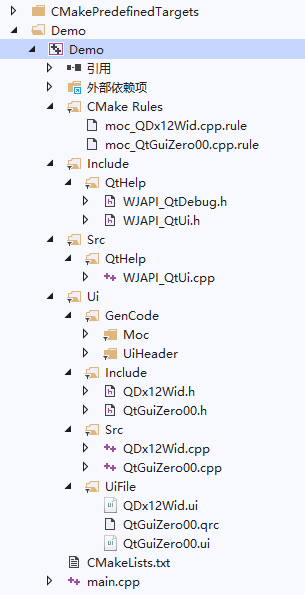 CMakePredefinedTargets
Demo
Demo
引用
外部依赖项
CMake Rules
moc_QDx12Wid.cpp.rule
moc_QtGuiZero00.cpp.rule
Include
QtHelp
WJAPI_QtDebug.h
WJAPI_QtUi.h
Src
QtHelp
WJAPI_QtUi.cpp
Ui
GenCode
Moc
UiHeader
Include
QDx12Wid.h
QtGuiZero00.h
Src
QDx12Wid.cpp
QtGuiZero00.cpp
UiFile
QDx12Wid.ui
QtGuiZero00.qrc
QtGuiZero00.ui
CMakeLists.txt
main.cpp